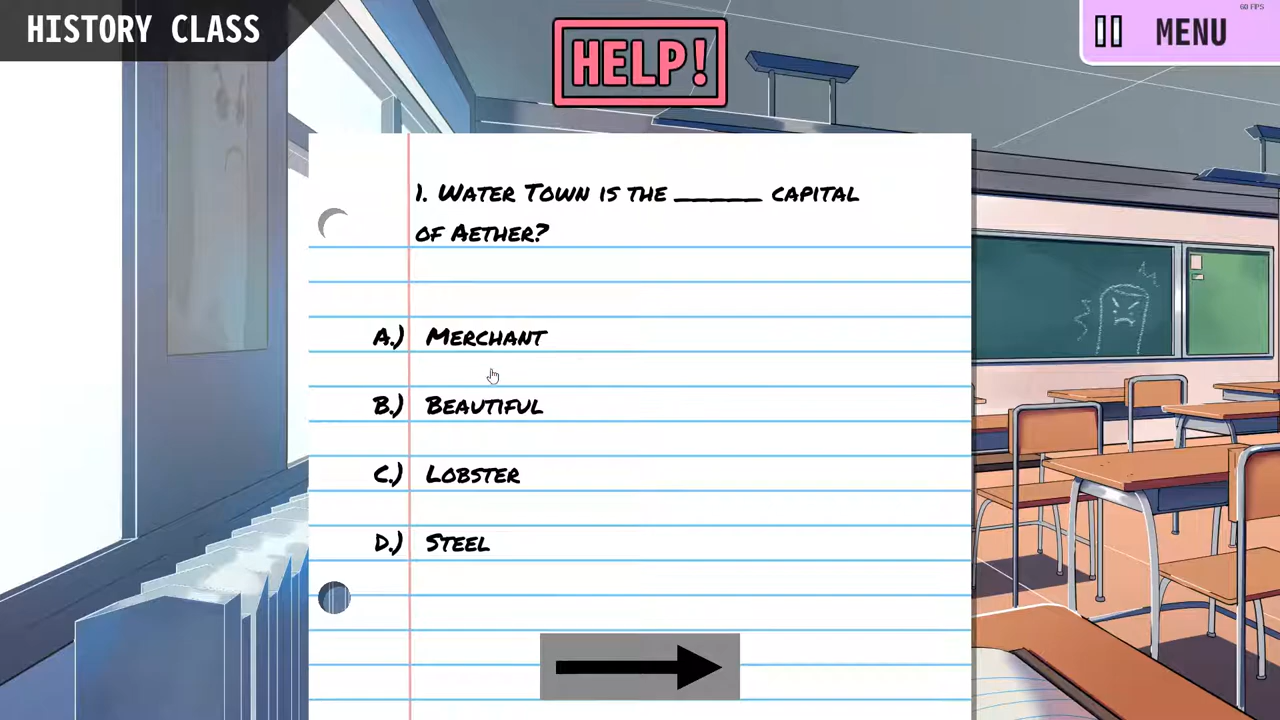 HISTORY CLASS
HELP!
60 FPS
MENU
1. WATER TOWN IS THE ______ CAPITAL
OF AETHER?
A.) MERCHANT
B.) BEAUTIFUL
C.) LOBSTER
D.) STEEL